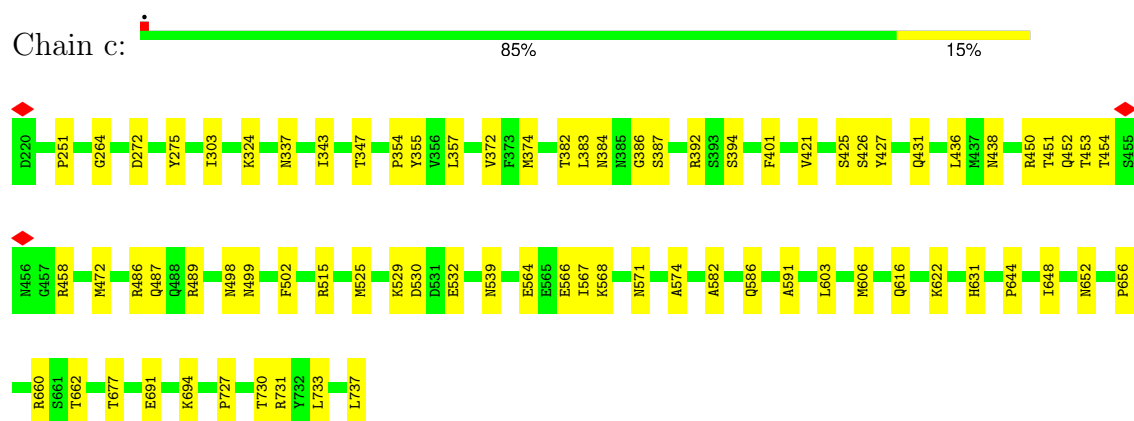 Chain c:
85% 15%
D220 P251 G264 D272 Y275 I303 K324 N337 I343 T347 P354 Y355 V356 L357 V372 F373 M374 T382 L383 N384 N385 G386 S387 R392 S393 S394 F401 V421 S425 S426 Y427 Q431 L436 M437 N438 R450 T451 Q452 T453 T454 S455
N456 G457 R458 M472 R486 Q487 Q488 R489 N498 N499 F502 R515 M525 K529 D530 D531 E532 N539 E564 E565 E566 I567 K568 N571 A574 A582 Q586 A591 L603 M606 Q616 K622 H631 P644 I648 N652 P656
R660 S661 T662 T677 E691 K694 P727 T730 R731 Y732 L733 L737